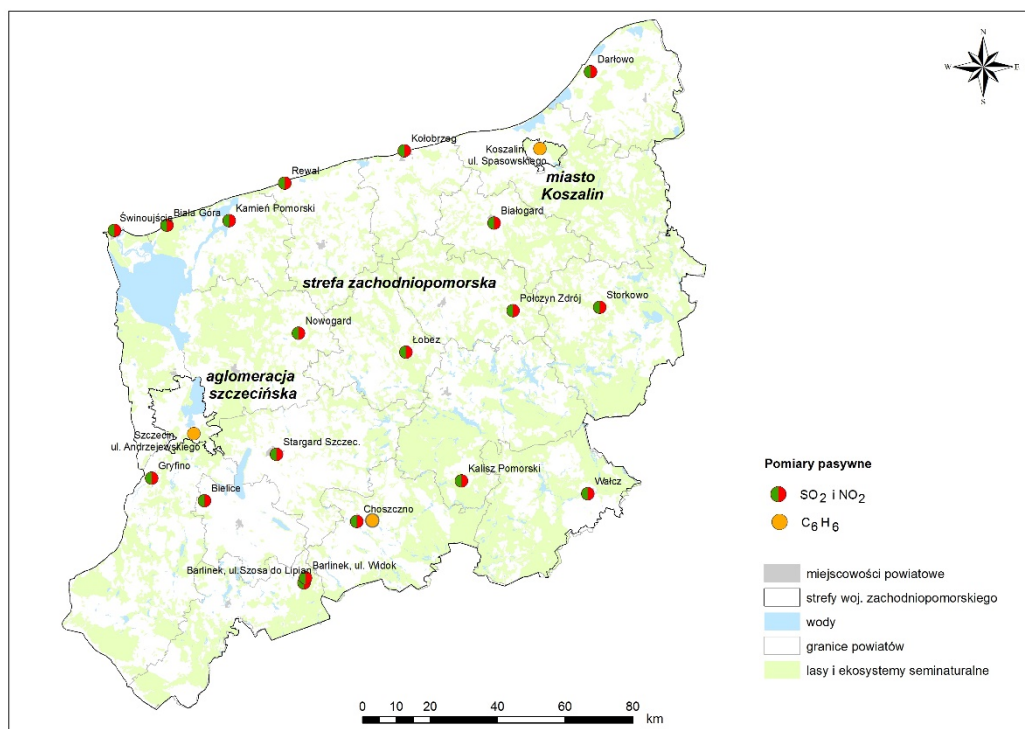 N
W E
S
Darłowo
Kołobrzeg
Koszalin,
ul. Spasowskiego
miasto
Koszalin
Rewal
Kamień Pomorski
Biała Góra
Świnoujście
Białogard
strefa zachodniopomorska
Połozyn Zdrój
Storkowo
Nowogard
Łobez
aglomeracja
szczecińska
Szczecin,
ul. Andrzejewskiego
Stargard Szczec.
Gryfino
Bielice
Kalisz Pomorski
Wałcz
Choszczno
Barlinek, ul.Szosa do Lipian
Barlinek, ul. Widok
Pomiary pasywne
SO2 i NO2
C6H6
miejscowości powiatowe
strefy woj. zachodniopomorskiego
wody
granice powiatów
lasy i ekosystemy seminaturalne
0 10 20 40 60 80
km